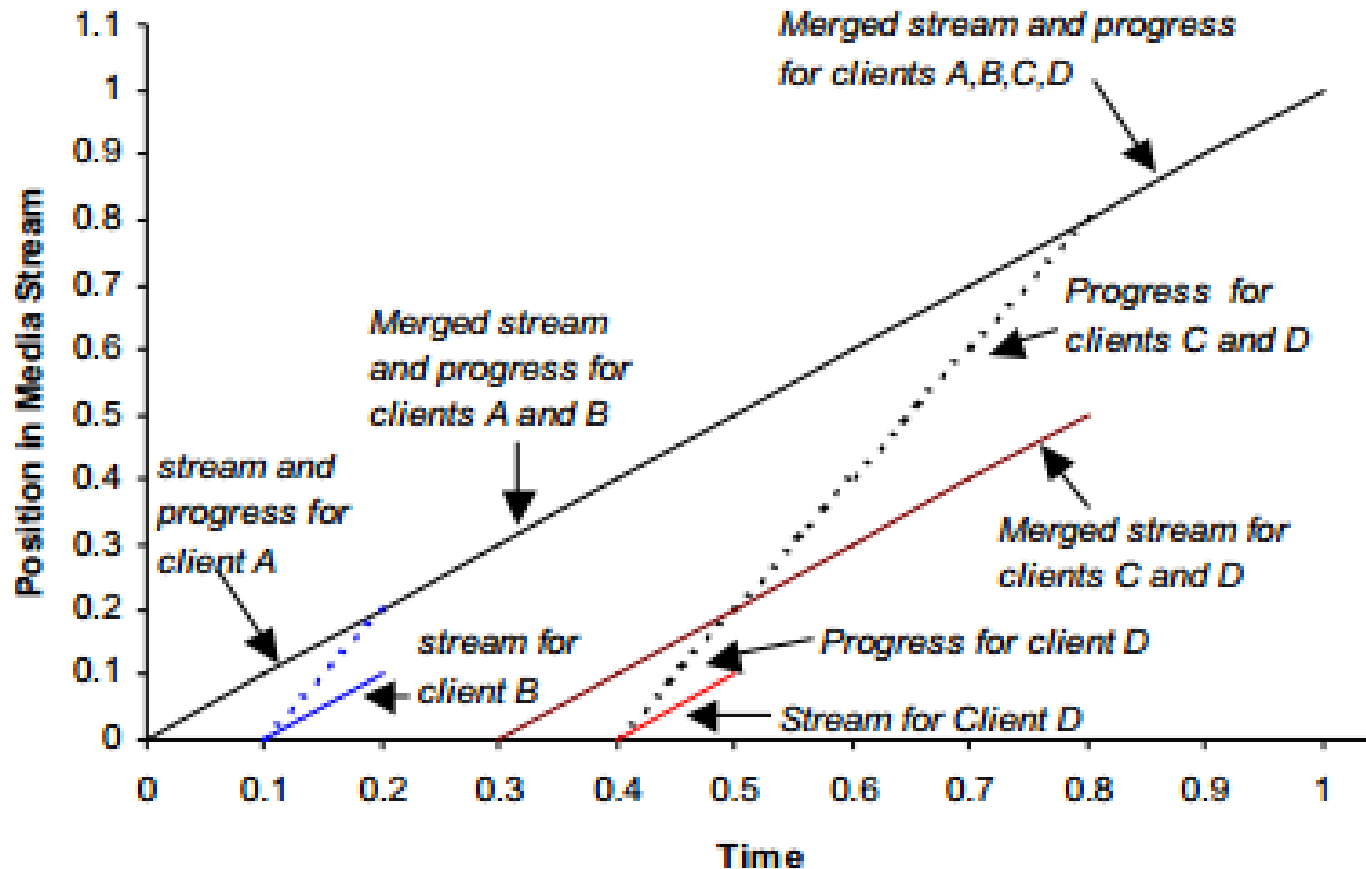 1.1
1
0.9
0.8
0.7
0.6
0.5
0.4
0.3
0.2
0.1
0
Position in Media Stream
Merged stream and progress
for clients A,B,C,D
Progress for
clients C and D
Merged stream
and progress for
clients A and B
stream and
progress for
client A
Merged stream for
clients C and D
stream for
client B
Progress for client D
Stream for Client D
0 0.1 0.2 0.3 0.4 0.5 0.6 0.7 0.8 0.9 1
Time